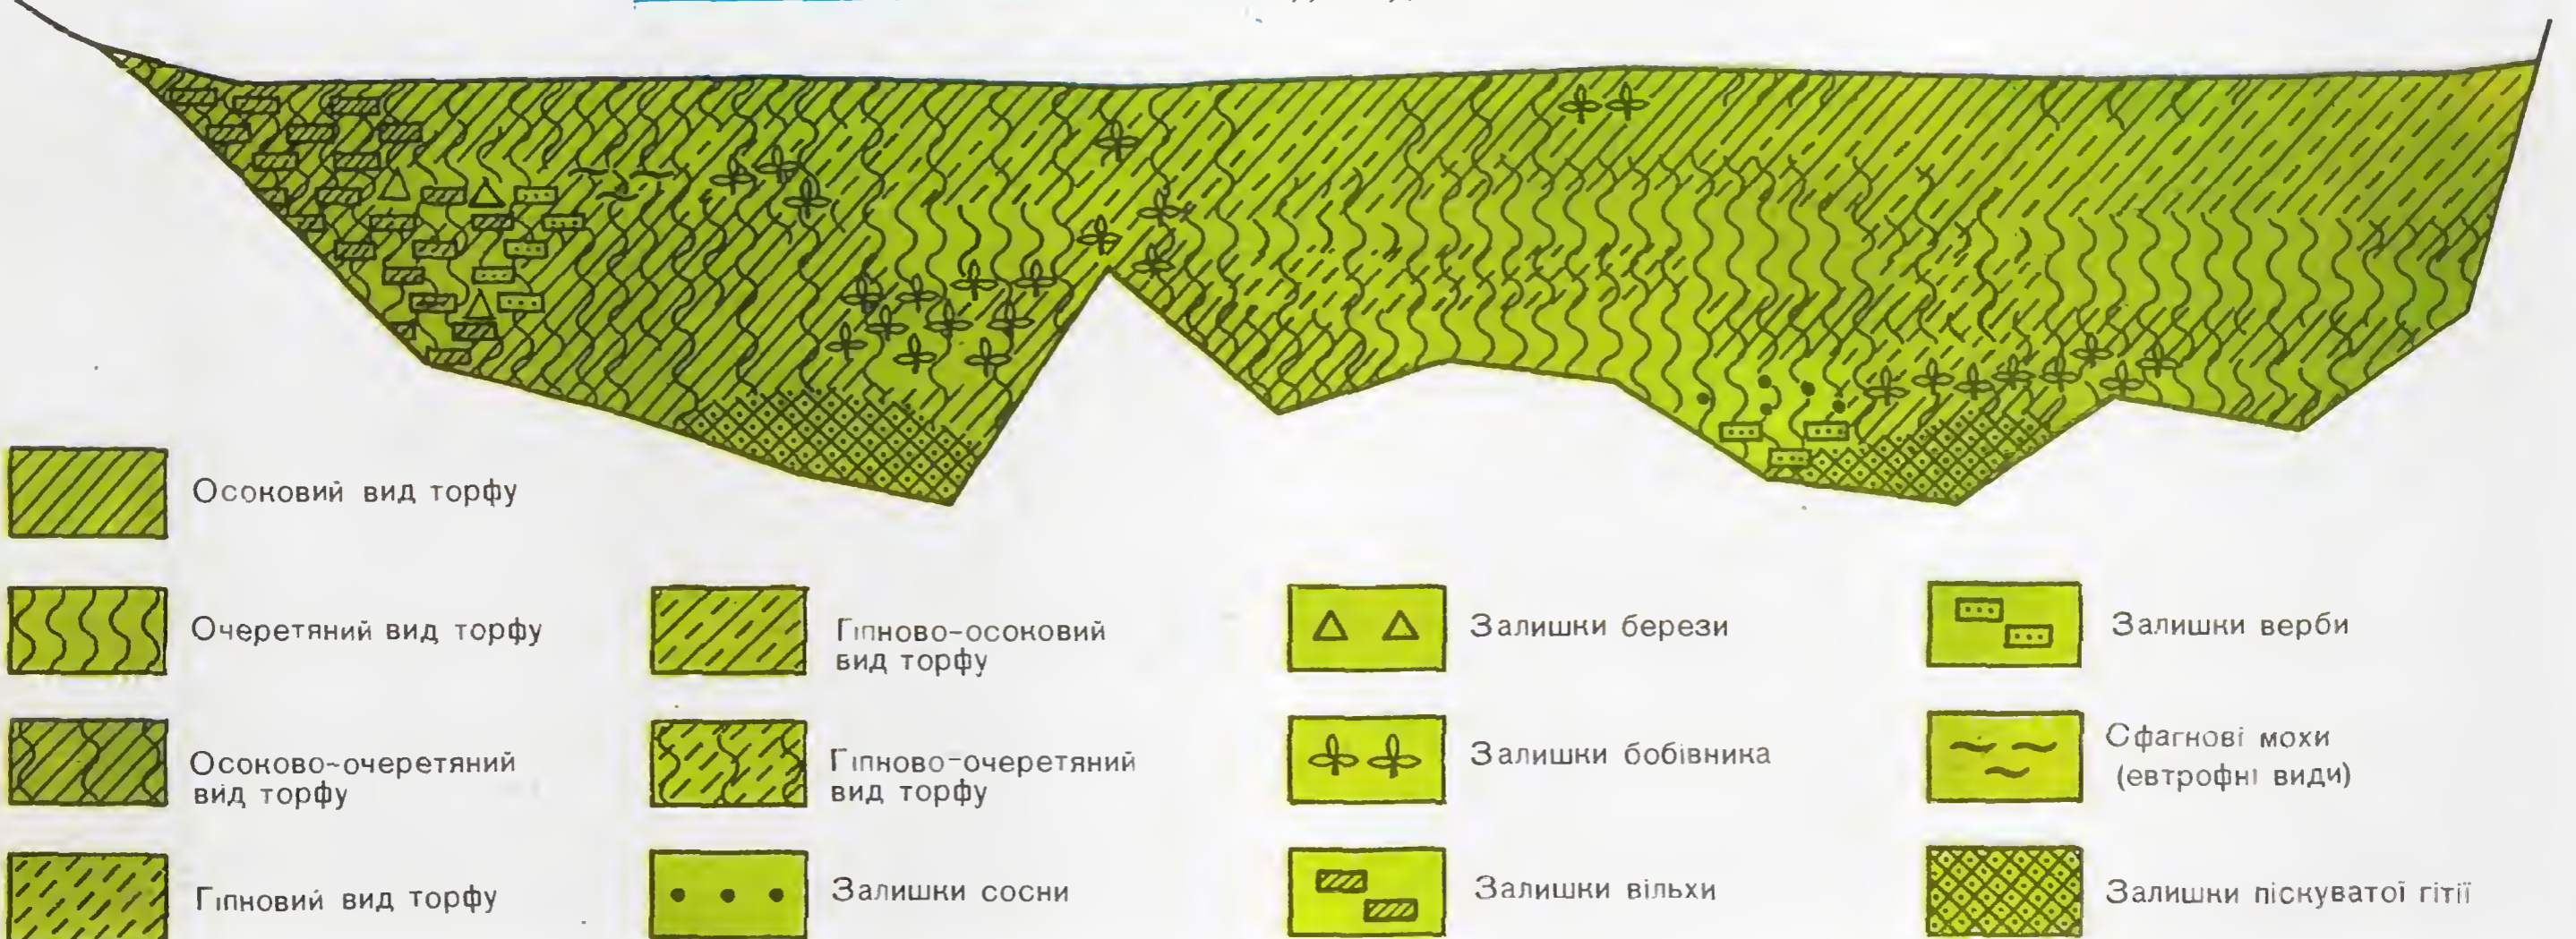 Осоковий вид торфу
Очеретяний вид торфу
Осоково-очеретяний
вид торфу
Гіпновий вид торфу
Гіпново-осоковий
вид торфу
Гіпново-очеретяний
вид торфу
Залишки сосни
Залишки берези
Залишки бобівника
Залишки вільхи
Залишки верби
Сфагнові мохи
(евтрофні види)
Залишки піскуватої гітії